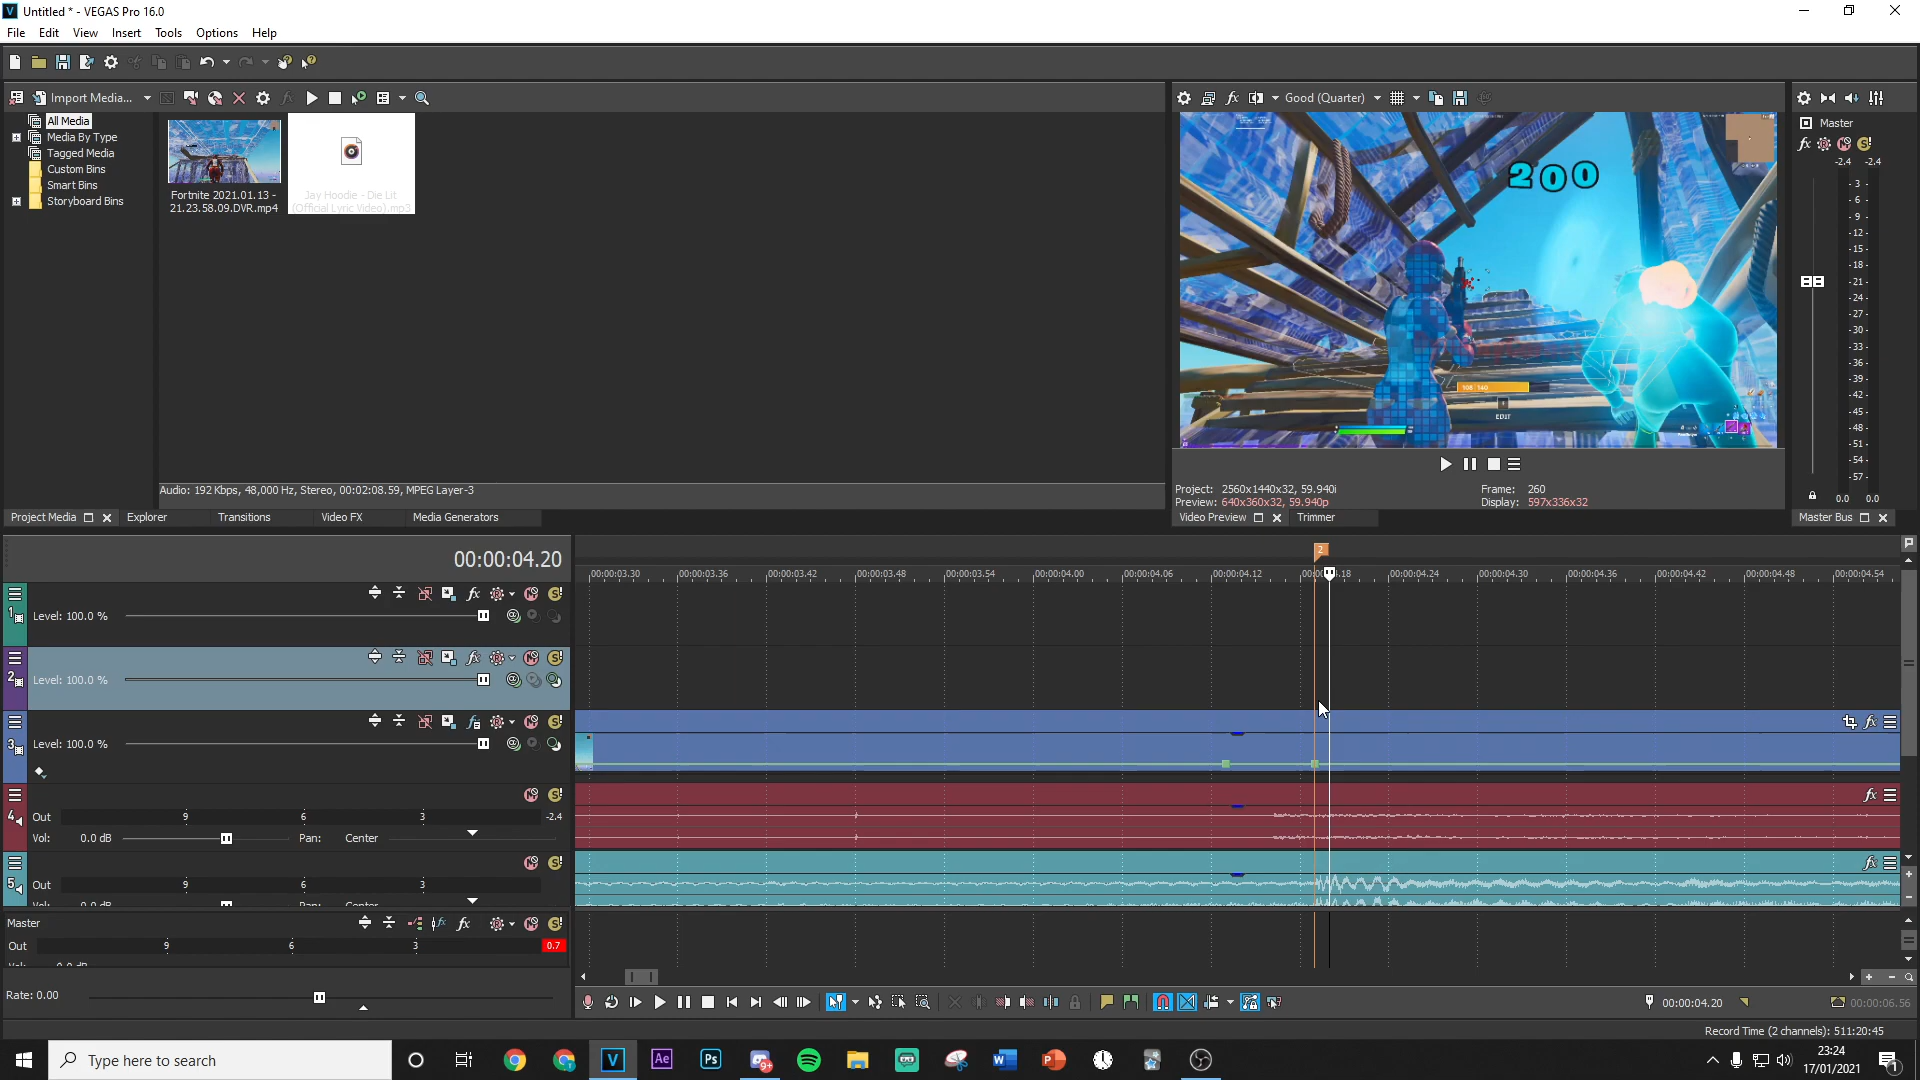 Untitled * - VEGAS Pro 16.0
File Edit View Insert Tools Options Help
Import Media...
Good (Quarter)
All Media
Media By Type
Tagged Media
Custom Bins
Smart Bins
Storyboard Bins
Fortnite 2021.01.13 -
21.23.58.09.DVR.mp4
Jay Hoodie - Die Lit
(Official Lyric Video).mp3
200
108 | 140
EDIT
Master
-2.4 -2.4
- 3 -
- 6 -
- 9 -
-12-
-15-
-18-
-21-
-24-
-27-
-30-
-33-
-36-
-39-
-42-
-45-
-48-
-51-
-54-
-57-
0.0 0.0
Audio: 192 Kbps, 48,000 Hz, Stereo, 00:02:08.59, MPEG Layer-3
Project: 2560x1440x32, 59.940i
Frame: 260
Preview: 640x360x32, 59.940p
Display: 597x336x32
Project Media Explorer Transitions Video FX Media Generators
Video Preview Trimmer
Master Bus
00:00:04.20
2
00:00:03.30 00:00:03.36 00:00:03.42 00:00:03.48 00:00:03.54 00:00:04.00 00:00:04.06 00:00:04.12 00:00:04.18 00:00:04.24 00:00:04.30 00:00:04.36 00:00:04.42 00:00:04.48 00:00:04.54
1
Level: 100.0 %
2
Level: 100.0 %
3
Level: 100.0 %
4
Out 9 6 3 -2.4
Vol: 0.0 dB Pan: Center
5
Out 9 6 3
Vol: 0.0 dB Pan: Center
Master
Out 9 6 3 0.7
Vol: 0.0 dB
Rate: 0.00
00:00:04.20
00:00:06.56
Record Time (2 channels): 511:20:45
Type here to search
23:24
17/01/2021